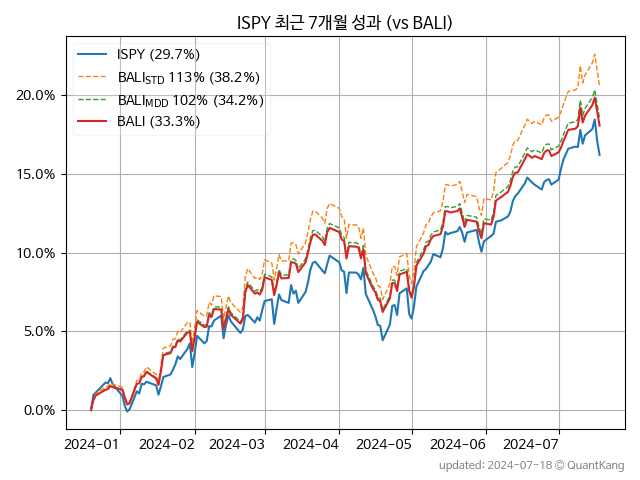 ISPY 최근 7개월 성과 (vs BALI)
ISPY (29.7%)
BALI_STD 113% (38.2%)
BALI_MDD 102% (34.2%)
BALI (33.3%)
20.0%
15.0%
10.0%
5.0%
0.0%
2024-01 2024-02 2024-03 2024-04 2024-05 2024-06 2024-07
updated: 2024-07-18 © QuantKang